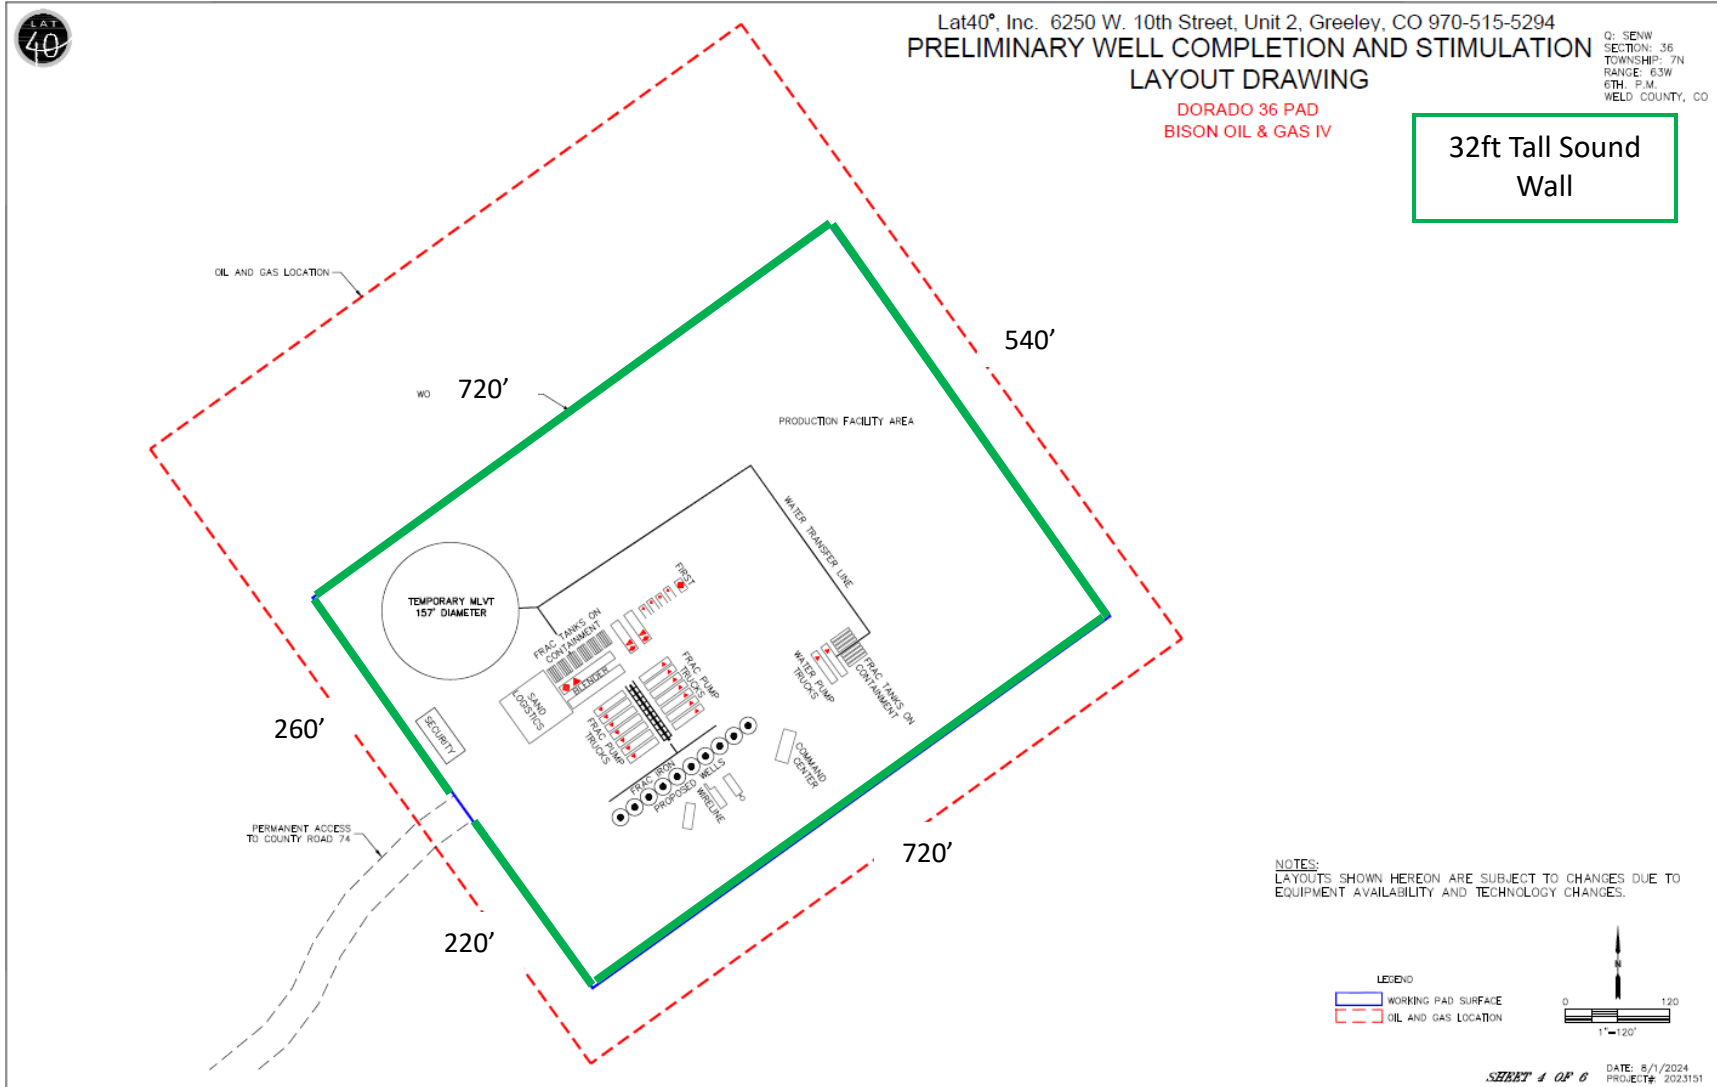 LAT
40
Lat40°, Inc. 6250 W. 10th Street, Unit 2, Greeley, CO 970-515-5294
PRELIMINARY WELL COMPLETION AND STIMULATION
LAYOUT DRAWING
DORADO 36 PAD
BISON OIL & GAS IV
Q: SENW
SECTION: 36
TOWNSHIP: 7N
RANGE: 63W
6TH. P.M.
WELD COUNTY, CO
32ft Tall Sound
Wall
OIL AND GAS LOCATION
540’
WO
720’
PRODUCTION FACILITY AREA
WATER TRANSFER LINE
FIRST
TEMPORARY MLVT
157' DIAMETER
FRAC TANKS ON
CONTAINMENT
BLENDER
SAND
LOGISTICS
FRAC PUMP
TRUCKS
FRAC PUMP
TRUCKS
WATER PUMP
TRUCKS
FRAC TANKS ON
CONTAINMENT
SECURITY
260’
FRAC IRON
PROPOSED WELLS
WIRELINE
COMMAND
CENTER
PERMANENT ACCESS
TO COUNTY ROAD 74
720’
220’
NOTES:
LAYOUTS SHOWN HEREON ARE SUBJECT TO CHANGES DUE TO
EQUIPMENT AVAILABILITY AND TECHNOLOGY CHANGES.
N
LEGEND
WORKING PAD SURFACE
OIL AND GAS LOCATION
0 120
1"=120'
SHEET 4 OF 6
DATE: 8/1/2024
PROJECT#: 2023151